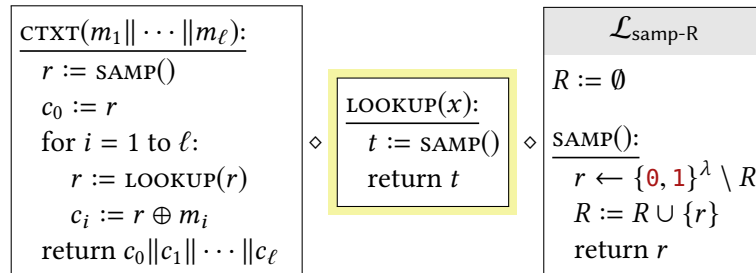 CTXT(m₁‖ ⋯ ‖mℓ):
r := SAMP()
c₀ := r
for i = 1 to ℓ:
r := LOOKUP(r)
cᵢ := r ⊕ mᵢ
return c₀‖c₁‖ ⋯ ‖cℓ
⋄
LOOKUP(x):
t := SAMP()
return t
⋄
𝓛samp-R
R := ∅
SAMP():
r ← {0, 1}^λ \ R
R := R ∪ {r}
return r